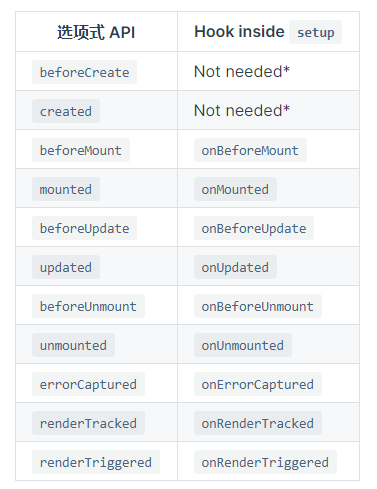 选项式 API Hook inside setup
beforeCreate Not needed*
created Not needed*
beforeMount onBeforeMount
mounted onMounted
beforeUpdate onBeforeUpdate
updated onUpdated
beforeUnmount onBeforeUnmount
unmounted onUnmounted
errorCaptured onErrorCaptured
renderTracked onRenderTracked
renderTriggered onRenderTriggered